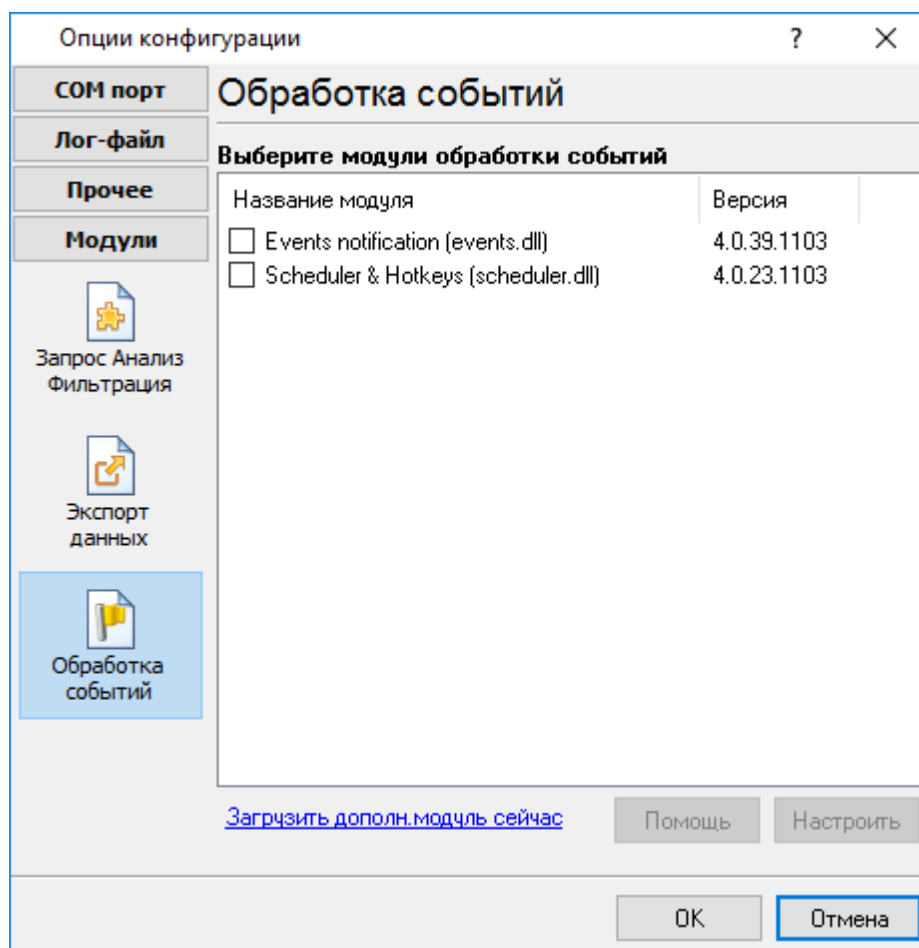 Опции конфигурации
?
COM порт
Лог-файл
Прочее
Модули
Запрос Анализ
Фильтрация
Экспорт
данных
Обработка
событий
Обработка событий
Выберите модули обработки событий
Название модуля Версия
Events notification (events.dll) 4.0.39.1103
Scheduler & Hotkeys (scheduler.dll) 4.0.23.1103
Загрузить дополн.модуль сейчас
Помощь
Настроить
OK
Отмена